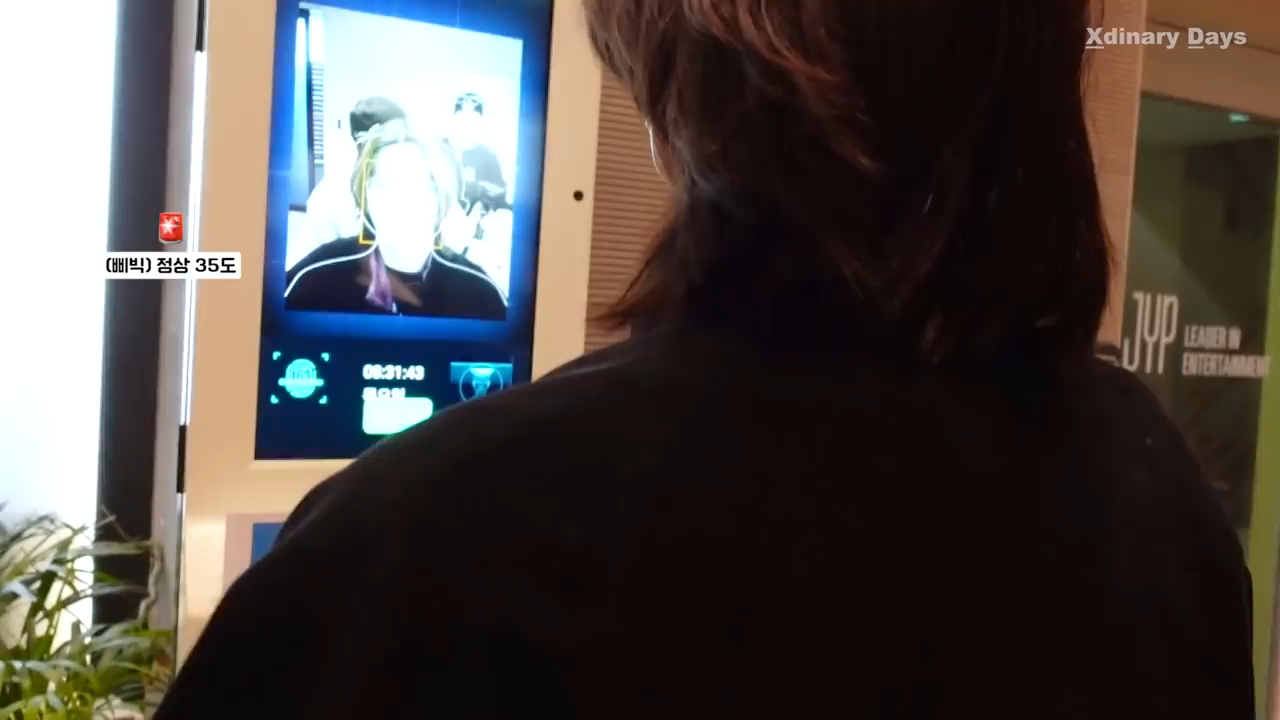 Xdinary Days
(삐빅) 정상 35도
08:31:43
JYP
LEADER IN
ENTERTAINMENT